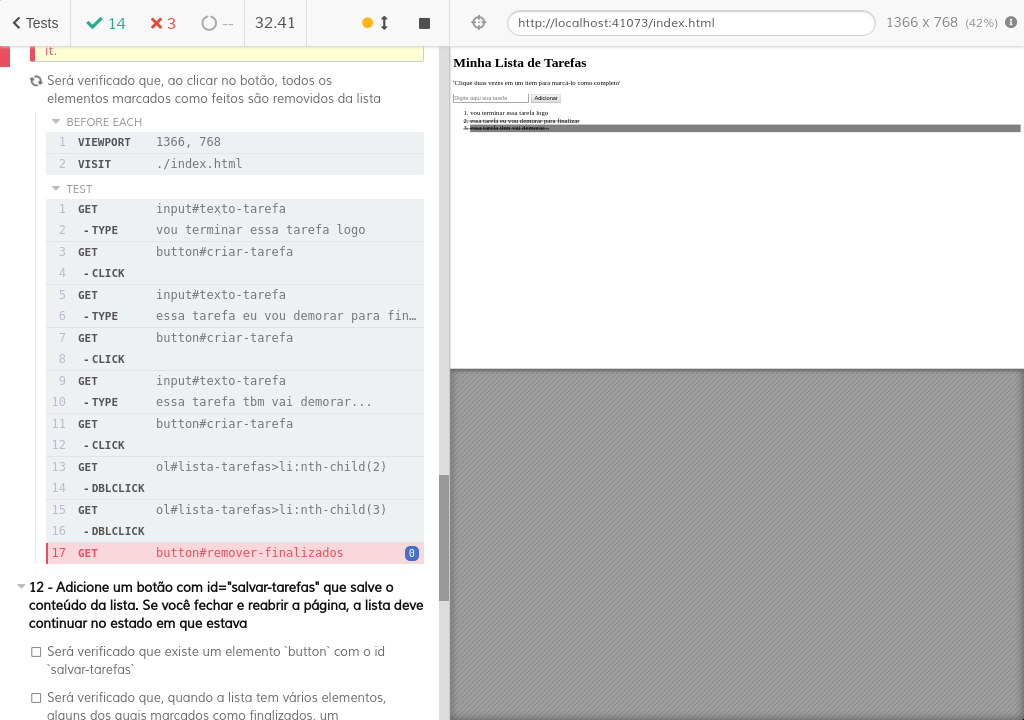 Tests 14 3 -- 32.41 http://localhost:41073/index.html 1366 x 768 (42%)
it.
Será verificado que, ao clicar no botão, todos os
elementos marcados como feitos são removidos da lista
BEFORE EACH
1 VIEWPORT 1366, 768
2 VISIT ./index.html
TEST
1 GET input#texto-tarefa
2 -TYPE vou terminar essa tarefa logo
3 GET button#criar-tarefa
4 -CLICK
5 GET input#texto-tarefa
6 -TYPE essa tarefa eu vou demorar para fin…
7 GET button#criar-tarefa
8 -CLICK
9 GET input#texto-tarefa
10 -TYPE essa tarefa tbm vai demorar...
11 GET button#criar-tarefa
12 -CLICK
13 GET ol#lista-tarefas>li:nth-child(2)
14 -DBLCLICK
15 GET ol#lista-tarefas>li:nth-child(3)
16 -DBLCLICK
17 GET button#remover-finalizados 0
12 - Adicione um botão com id="salvar-tarefas" que salve o
conteúdo da lista. Se você fechar e reabrir a página, a lista deve
continuar no estado em que estava
Será verificado que existe um elemento `button` com o id
`salvar-tarefas`
Será verificado que, quando a lista tem vários elementos,
alguns dos quais marcados como finalizados, um
Minha Lista de Tarefas
'Clique duas vezes em um item para marcá-lo como completo'
Digite aqui sua tarefa Adicionar
1. vou terminar essa tarefa logo
2. essa tarefa eu vou demorar para finalizar
3. essa tarefa tbm vai demorar...